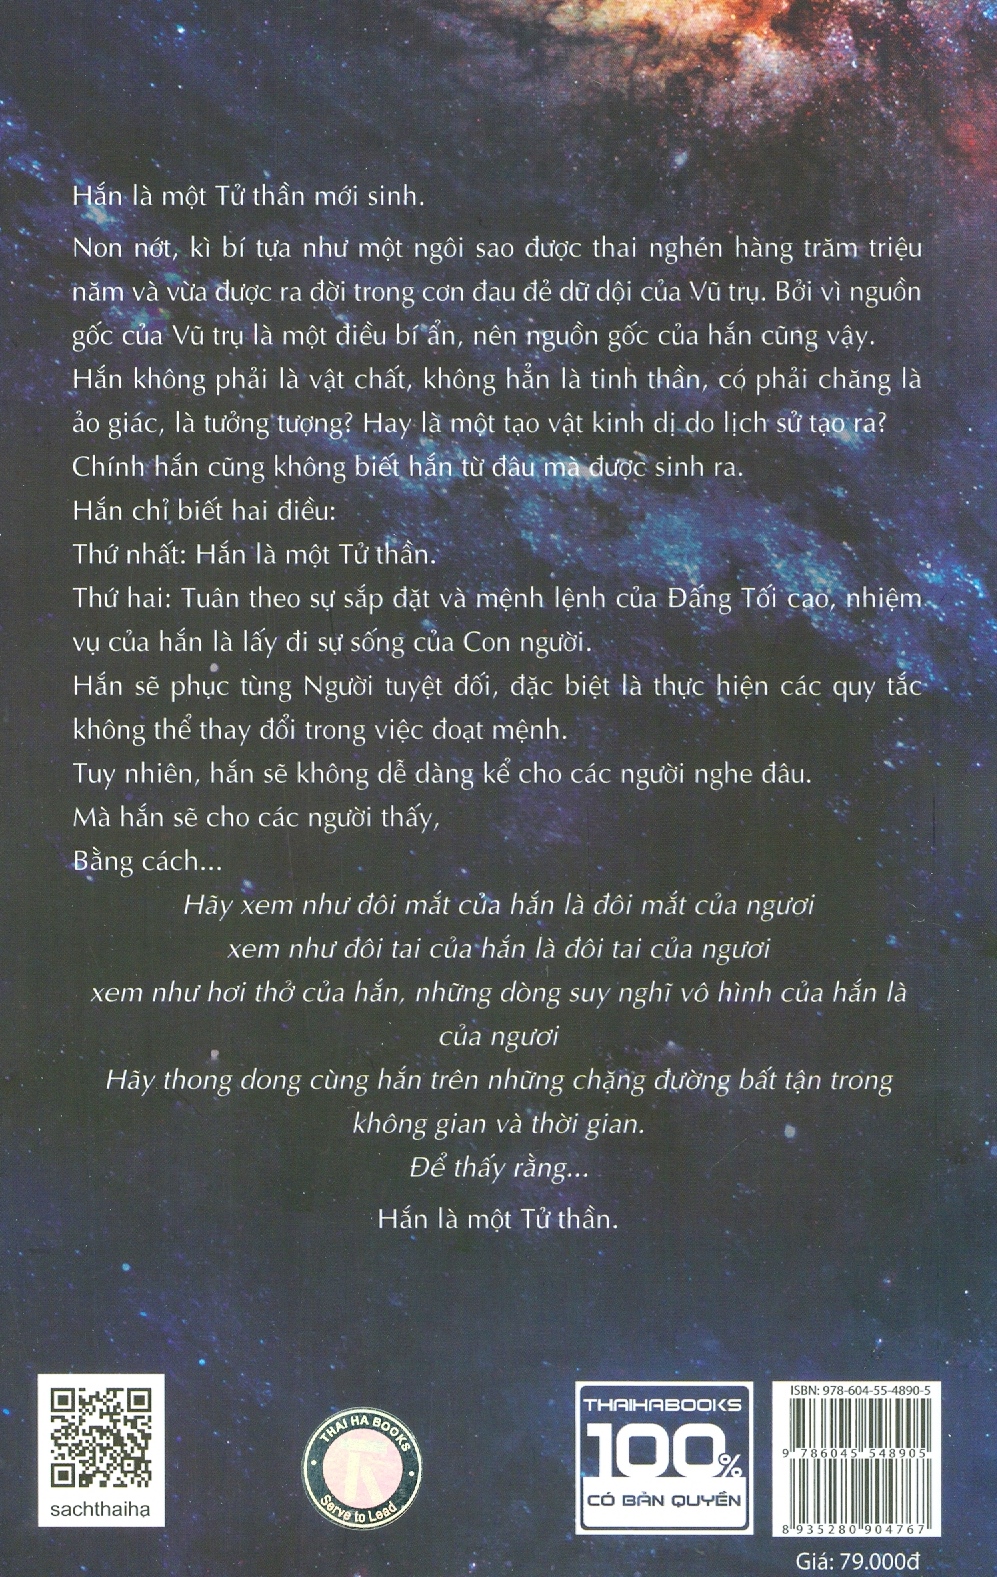 Hắn là một Tử thần mới sinh.
Non nớt, kì bí tựa như một ngôi sao được thai nghén hàng trăm triệu
năm và vừa được ra đời trong cơn đau đẻ dữ dội của Vũ trụ. Bởi vì nguồn
gốc của Vũ trụ là một điều bí ẩn, nên nguồn gốc của hắn cũng vậy.
Hắn không phải là vật chất, không hẳn là tinh thần, có phải chăng là
ảo giác, là tưởng tượng? Hay là một tạo vật kinh dị do lịch sử tạo ra?
Chính hắn cũng không biết hắn từ đâu mà được sinh ra.
Hắn chỉ biết hai điều:
Thứ nhất: Hắn là một Tử thần.
Thứ hai: Tuân theo sự sắp đặt và mệnh lệnh của Đấng Tối cao, nhiệm
vụ của hắn là lấy đi sự sống của Con người.
Hắn sẽ phục tùng Người tuyệt đối, đặc biệt là thực hiện các quy tắc
không thể thay đổi trong việc đoạt mệnh.
Tuy nhiên, hắn sẽ không dễ dàng kể cho các người nghe đâu.
Mà hắn sẽ cho các người thấy,
Bằng cách...
Hãy xem như đôi mắt của hắn là đôi mắt của ngươi
xem như đôi tai của hắn là đôi tai của ngươi
xem như hơi thở của hắn, những dòng suy nghĩ vô hình của hắn là
của ngươi
Hãy thong dong cùng hắn trên những chặng đường bất tận trong
không gian và thời gian.
Để thấy rằng...
Hắn là một Tử thần.
sachthaiha
THAI HA BOOKS
Serve to Lead
THAIHABOOKS
100%
CÓ BẢN QUYỀN
ISBN: 978-604-55-4890-5
9 786045 548905
8 935280 904767
Giá: 79.000đ